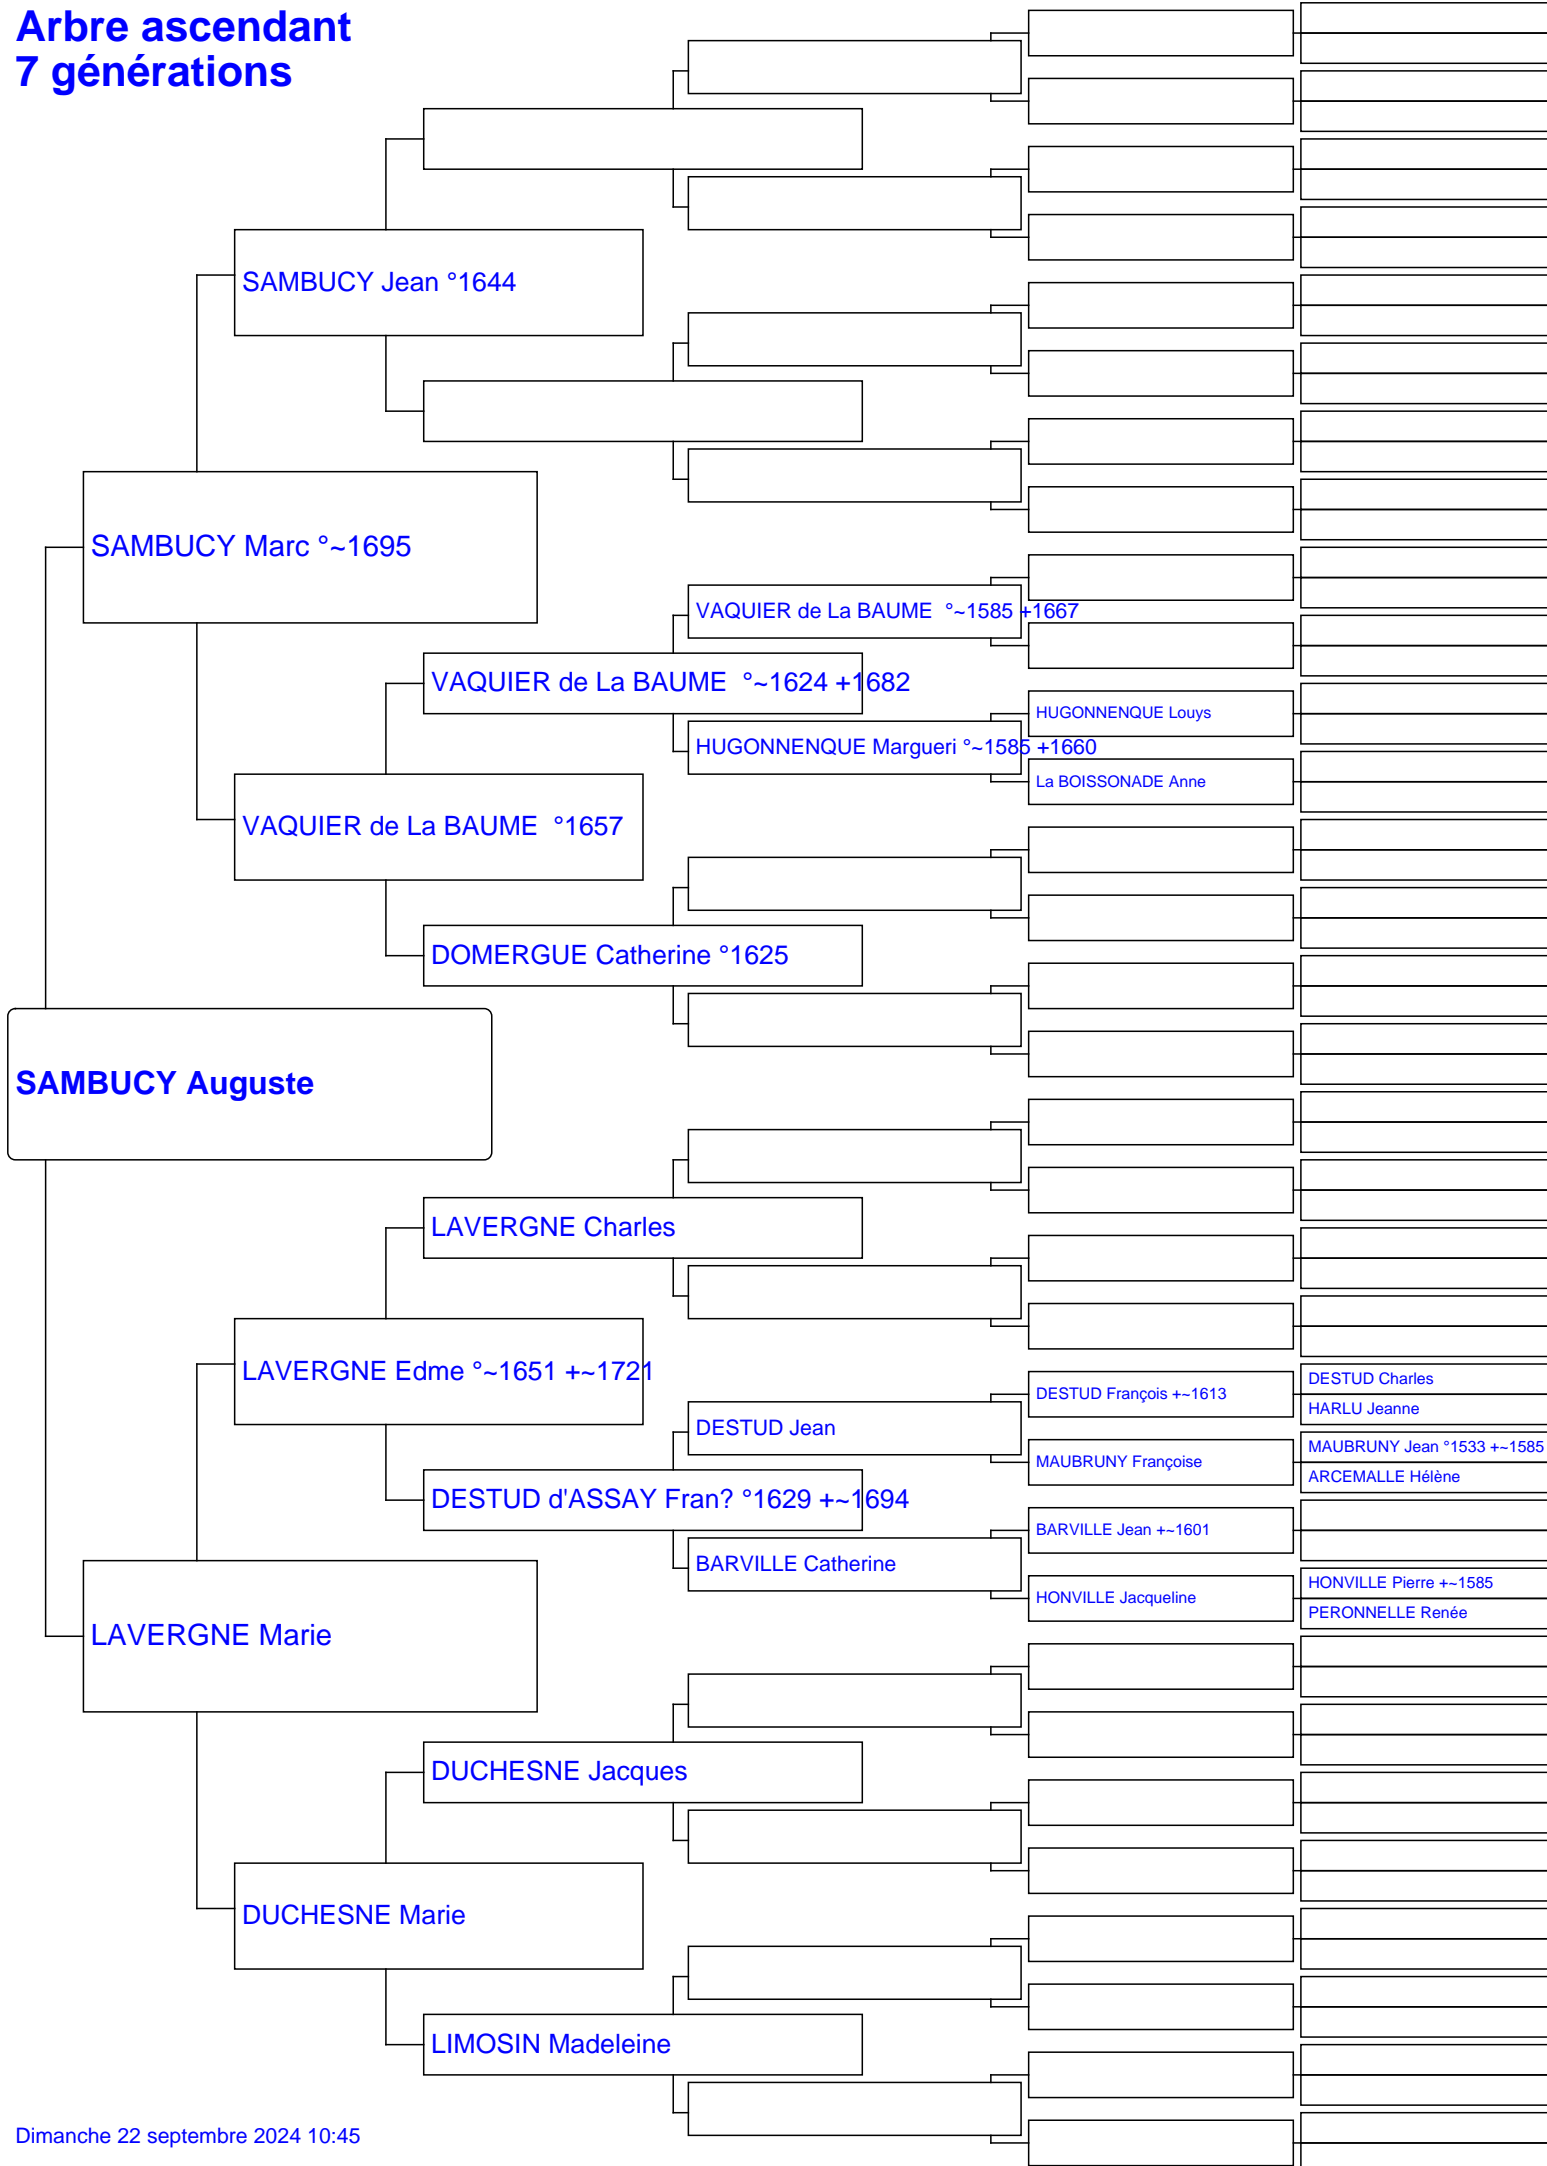 Arbre ascendant
7 générations
SAMBUCY Jean °1644
SAMBUCY Marc °~1695
VAQUIER de La BAUME  °~1585 +1667
VAQUIER de La BAUME  °~1624 +1682
HUGONNENQUE Louys
HUGONNENQUE Margueri °~1585 +1660
La BOISSONADE Anne
VAQUIER de La BAUME  °1657
DOMERGUE Catherine °1625
SAMBUCY Auguste
LAVERGNE Charles
LAVERGNE Edme °~1651 +~1721
DESTUD Charles
DESTUD François +~1613
HARLU Jeanne
DESTUD Jean
MAUBRUNY Jean °1533 +~1585
MAUBRUNY Françoise
ARCEMALLE Hélène
DESTUD d'ASSAY Fran? °1629 +~1694
BARVILLE Jean +~1601
BARVILLE Catherine
HONVILLE Pierre +~1585
HONVILLE Jacqueline
PERONNELLE Renée
LAVERGNE Marie
DUCHESNE Jacques
DUCHESNE Marie
LIMOSIN Madeleine
Dimanche 22 septembre 2024 10:45